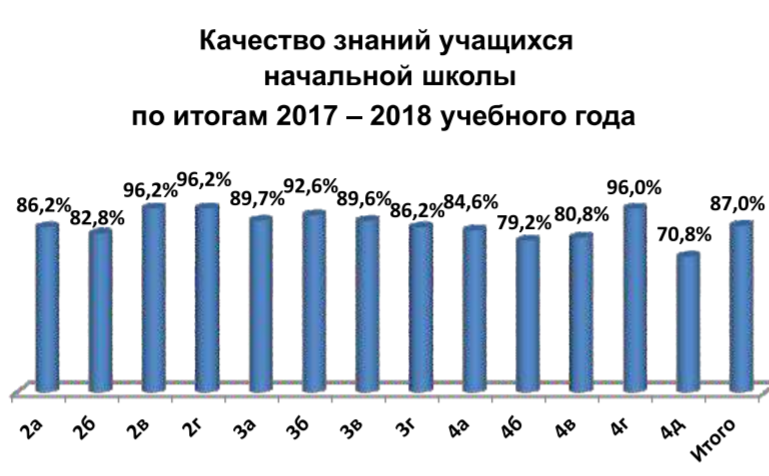 Качество знаний учащихся
начальной школы
по итогам 2017 – 2018 учебного года
86,2%
82,8%
96,2%
96,2%
89,7%
92,6%
89,6%
86,2%
84,6%
79,2%
80,8%
96,0%
70,8%
87,0%
2а
2б
2в
2г
3а
3б
3в
3г
4а
4б
4в
4г
4д
Итого